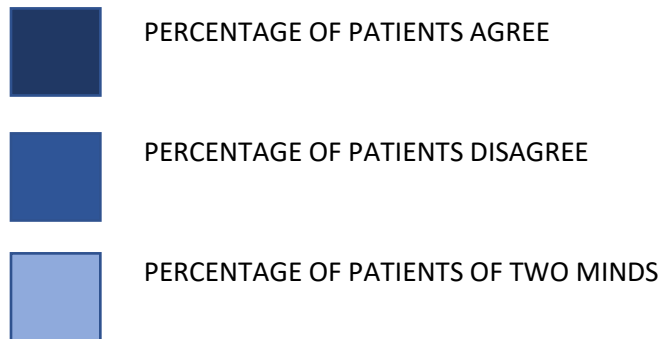 PERCENTAGE OF PATIENTS AGREE
PERCENTAGE OF PATIENTS DISAGREE
PERCENTAGE OF PATIENTS OF TWO MINDS